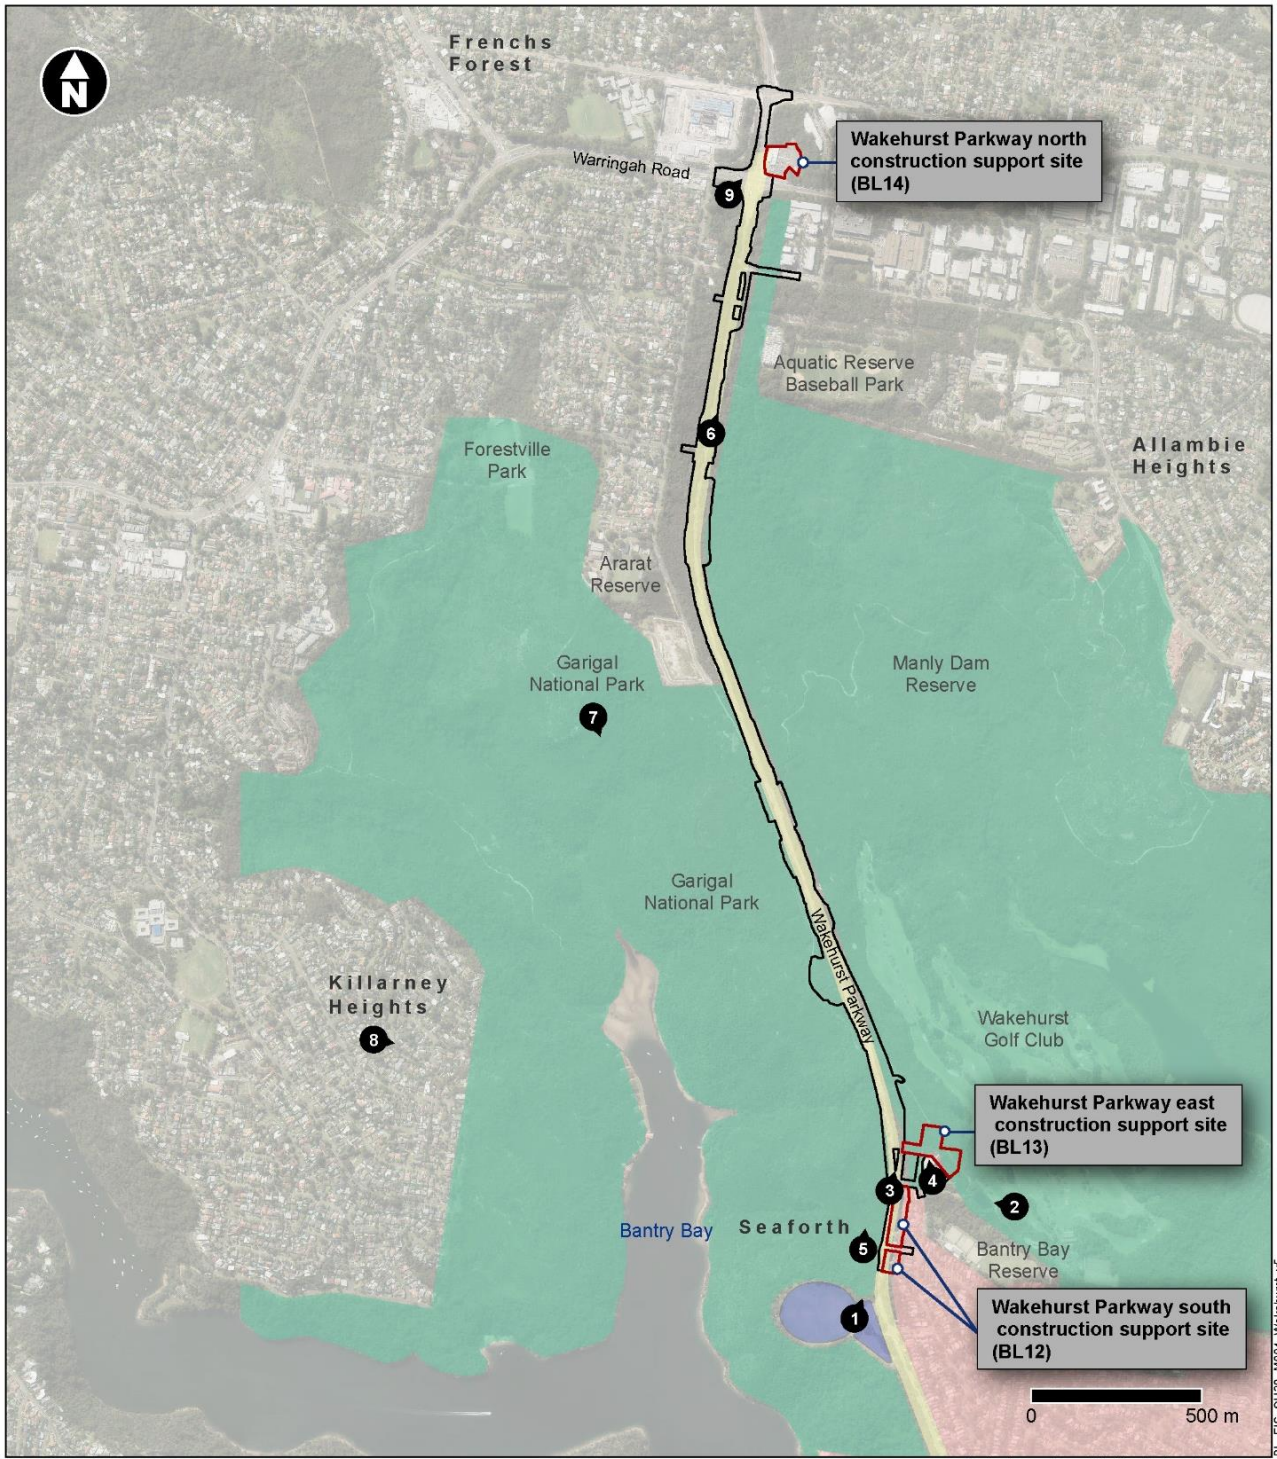 Frenchs
Forest
N
Wakehurst Parkway north
construction support site
(BL14)
Warringah Road
9
Aquatic Reserve
Baseball Park
6
Allambie
Heights
Forestville
Park
Ararat
Reserve
Garigal
National Park
Manly Dam
Reserve
7
Garigal
National Park
Wakehurst Parkway
Killarney
Heights
8
Wakehurst
Golf Club
Wakehurst Parkway east
construction support site
(BL13)
4
3
2
Bantry Bay
Seaforth
5
Bantry Bay
Reserve
1
Wakehurst Parkway south
construction support site
(BL12)
0 500 m